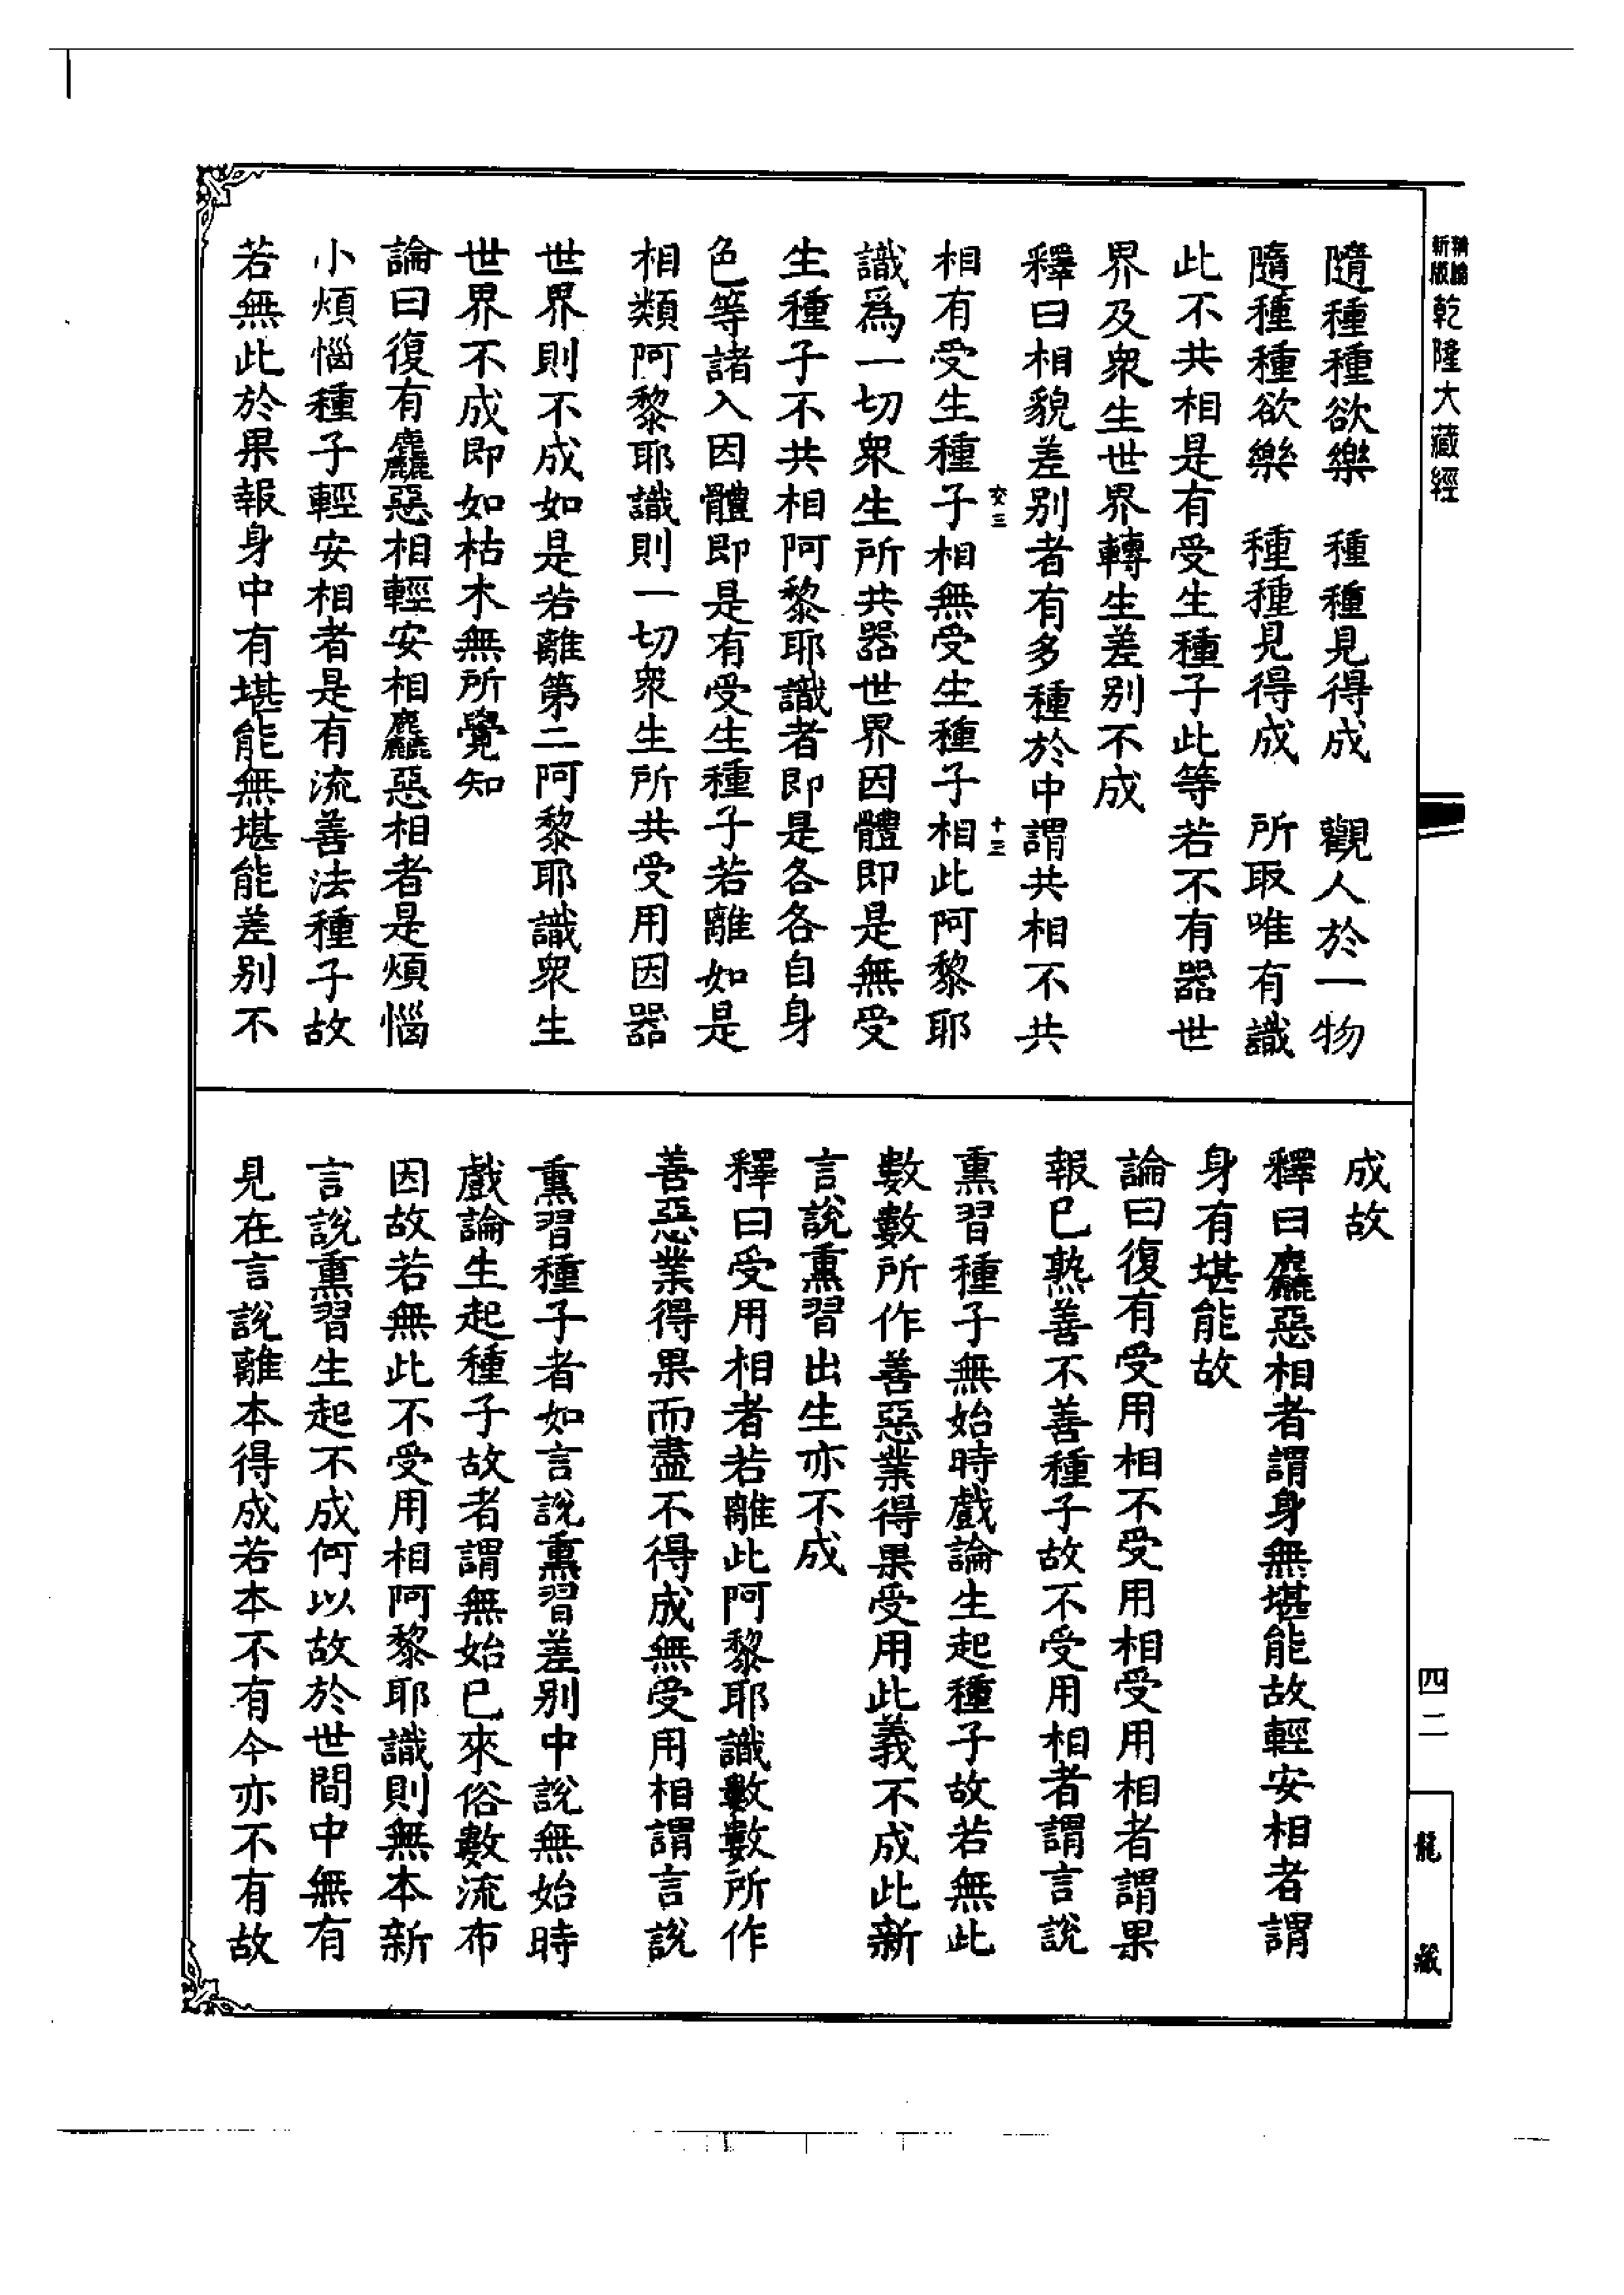 精繪
新版
乾隆大藏經
隨種種欲樂　種種見得成　觀人於一物
隨種種欲樂　種種見得成　所取唯有識
此不共相是有受生種子此等若不有器世
界及衆生世界轉生差別不成
釋曰相貌差別者有多種於中謂共相不共
交三
十三
相有受生種子相無受生種子相此阿黎耶
識爲一切衆生所共器世界因體即是無受
生種子不共相阿黎耶識者即是各各自身
色等諸入因體即是有受生種子若離如是
相類阿黎耶識則一切衆生所共受用因器
世界則不成如是若離第二阿黎耶識衆生
世界不成即如枯木無所覺知
論曰復有麤惡相輕安相麤惡相者是煩惱
小煩惱種子輕安相者是有流善法種子故
若無此於果報身中有堪能無堪能差別不
成故
釋曰麤惡相者謂身無堪能故輕安相者謂
身有堪能故
論曰復有受用相不受用相受用相者謂果
報已熟善不善種子故不受用相者謂言說
熏習種子無始時戲論生起種子故若無此
數數所作善惡業得果受用此義不成此新
言說熏習出生亦不成
釋曰受用相者若離此阿黎耶識數數所作
善惡業得果而盡不得成無受用相謂言說
熏習種子者如言說熏習差別中說無始時
戲論生起種子故者謂無始已來俗數流布
因故若無此不受用相阿黎耶識則無本新
言說熏習生起不成何以故於世間中無有
見在言說離本得成若本不有今亦不有故
四二
龍藏